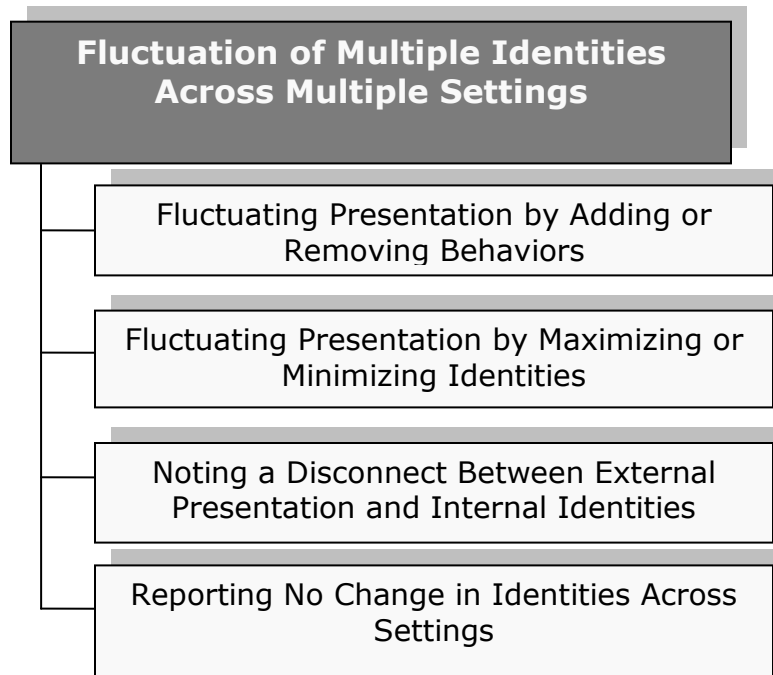 Fluctuation of Multiple Identities
Across Multiple Settings
Fluctuating Presentation by Adding or
Removing Behaviors
Fluctuating Presentation by Maximizing or
Minimizing Identities
Noting a Disconnect Between External
Presentation and Internal Identities
Reporting No Change in Identities Across
Settings